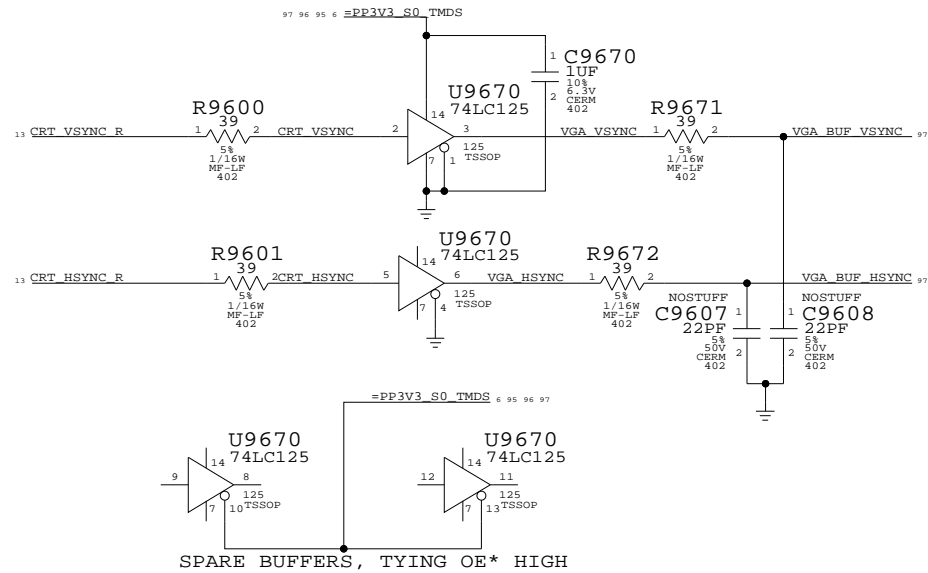 97 96 95 6 =PP3V3_S0_TMDS
1 C9670
1UF
10%
6.3V
2 CERM
402
U9670
74LC125
14
R9600
39
R9671
39
13 CRT_VSYNC_R 1 2 CRT_VSYNC 2 3 VGA_VSYNC 1 2 VGA_BUF_VSYNC 97
5%
1/16W
MF-LF
402
7 1
125
TSSOP
5%
1/16W
MF-LF
402
U9670
74LC125
14
R9601
39
R9672
39
13 CRT_HSYNC_R 1 2 CRT_HSYNC 5 6 VGA_HSYNC 1 2 VGA_BUF_HSYNC 97
5%
1/16W
MF-LF
402
7 4
125
TSSOP
5%
1/16W
MF-LF
402
NOSTUFF
C9607 1
22PF
5%
50V
CERM 2
402
NOSTUFF
1 C9608
22PF
5%
50V
2 CERM
402
=PP3V3_S0_TMDS 6 95 96 97
U9670
74LC125
14
9 8
7 10
125
TSSOP
U9670
74LC125
14
12 11
7 13
125
TSSOP
SPARE BUFFERS, TYING OE* HIGH